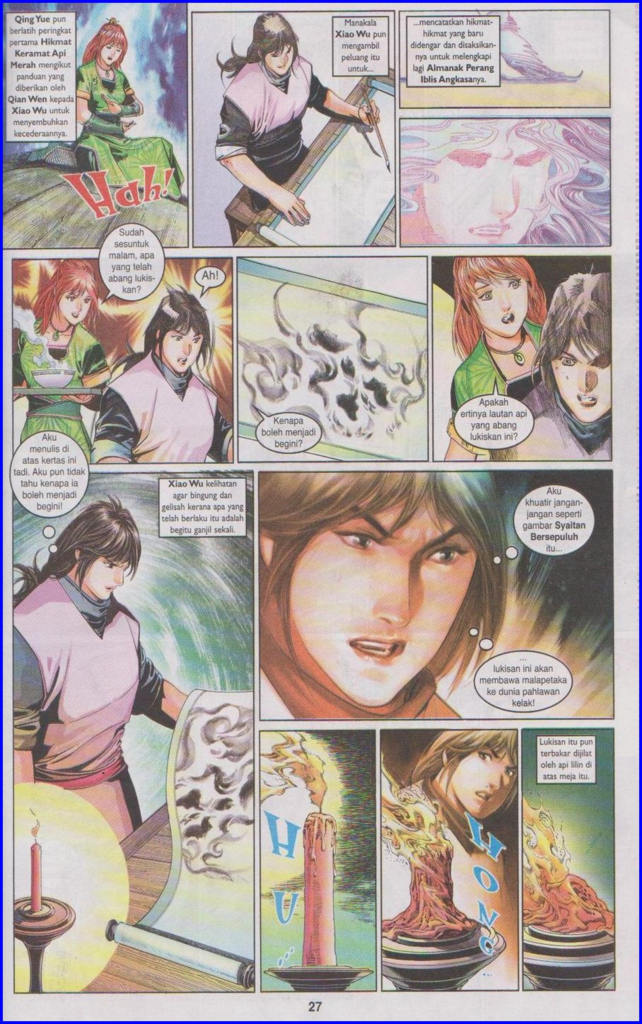 Qing Yue pun
berlatih peringkat
pertama Hikmat
Keramat Api
Merah mengikut
panduan yang
diberikan oleh
Qian Wen kepada
Xiao Wu untuk
menyembuhkan
kecederaannya.
Hah!
Manakala
Xiao Wu pun
mengambil
peluang itu
untuk...
...mencatatkan hikmat-
hikmat yang baru
didengar dan disaksikan-
nya untuk melengkapi
lagi Almanak Perang
Iblis Angkasanya.
Sudah
sesuntuk
malam, apa
yang telah
abang lukis-
kan?
Ah!
Kenapa
boleh menjadi
begini?
Apakah
ertinya lautan api
yang abang
lukiskan ini?
Aku
menulis di
atas kertas ini
tadi. Aku pun tidak
tahu kenapa ia
boleh menjadi
begini!
Xiao Wu kelihatan
agar bingung dan
gelisah kerana apa yang
telah berlaku itu adalah
begitu ganjil sekali.
Aku
khuatir jangan-
jangan seperti
gambar Syaitan
Bersepuluh
itu...
...
lukisan ini akan
membawa malapetaka
ke dunia pahlawan
kelak!
HU...
HONG...
Lukisan itu pun
terbakar dijilat
oleh api lilin di
atas meja itu.
27